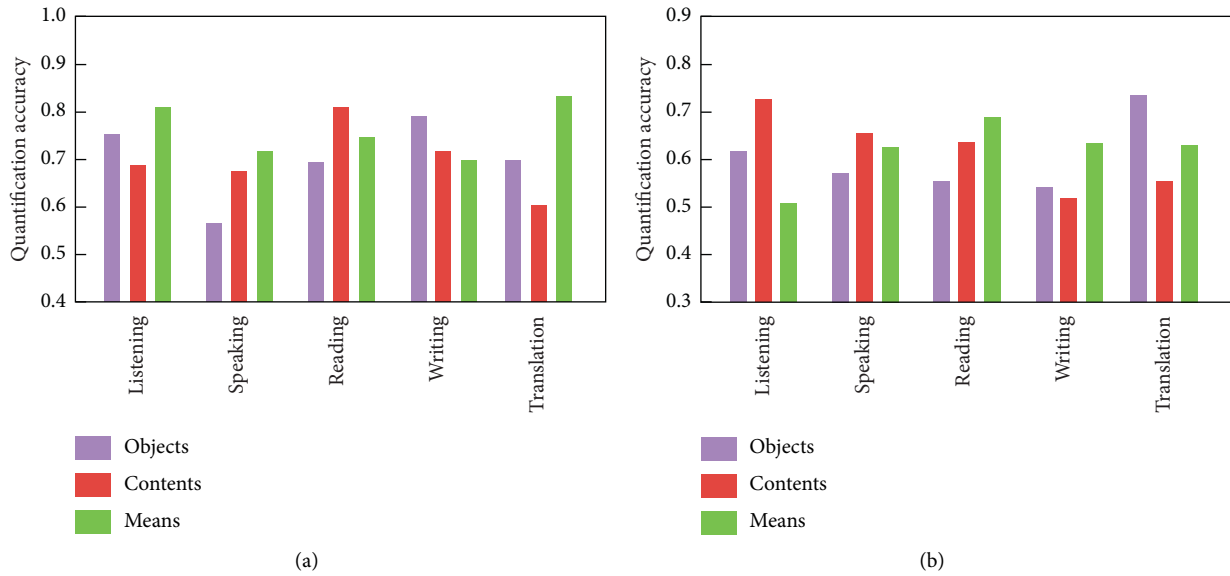 Quantification accuracy
1.0
0.9
0.8
0.7
0.6
0.5
0.4
Listening
Speaking
Reading
Writing
Translation
Objects
Contents
Means
(a)
Quantification accuracy
0.9
0.8
0.7
0.6
0.5
0.4
0.3
Listening
Speaking
Reading
Writing
Translation
Objects
Contents
Means
(b)